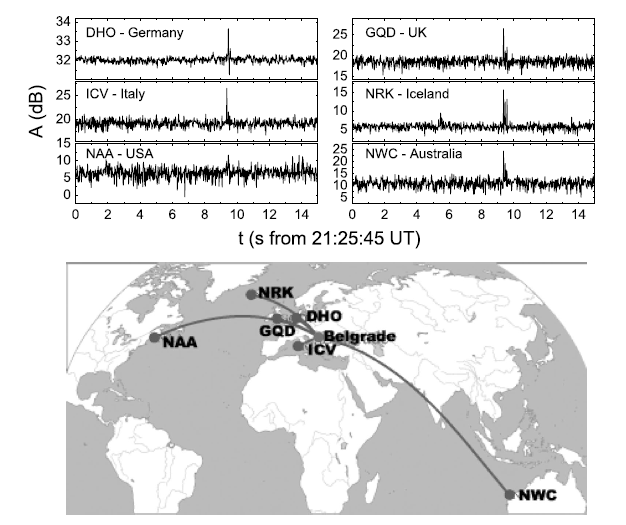 A (dB)
DHO - Germany
34
33
32
GQD - UK
25
20
15
ICV - Italy
25
20
15
NRK - Iceland
15
10
5
NAA - USA
15
10
5
0
NWC - Australia
25
20
15
10
5
0 2 4 6 8 10 12 14
0 2 4 6 8 10 12 14
t (s from 21:25:45 UT)
NRK
DHO
GQD
Belgrade
NAA
ICV
NWC